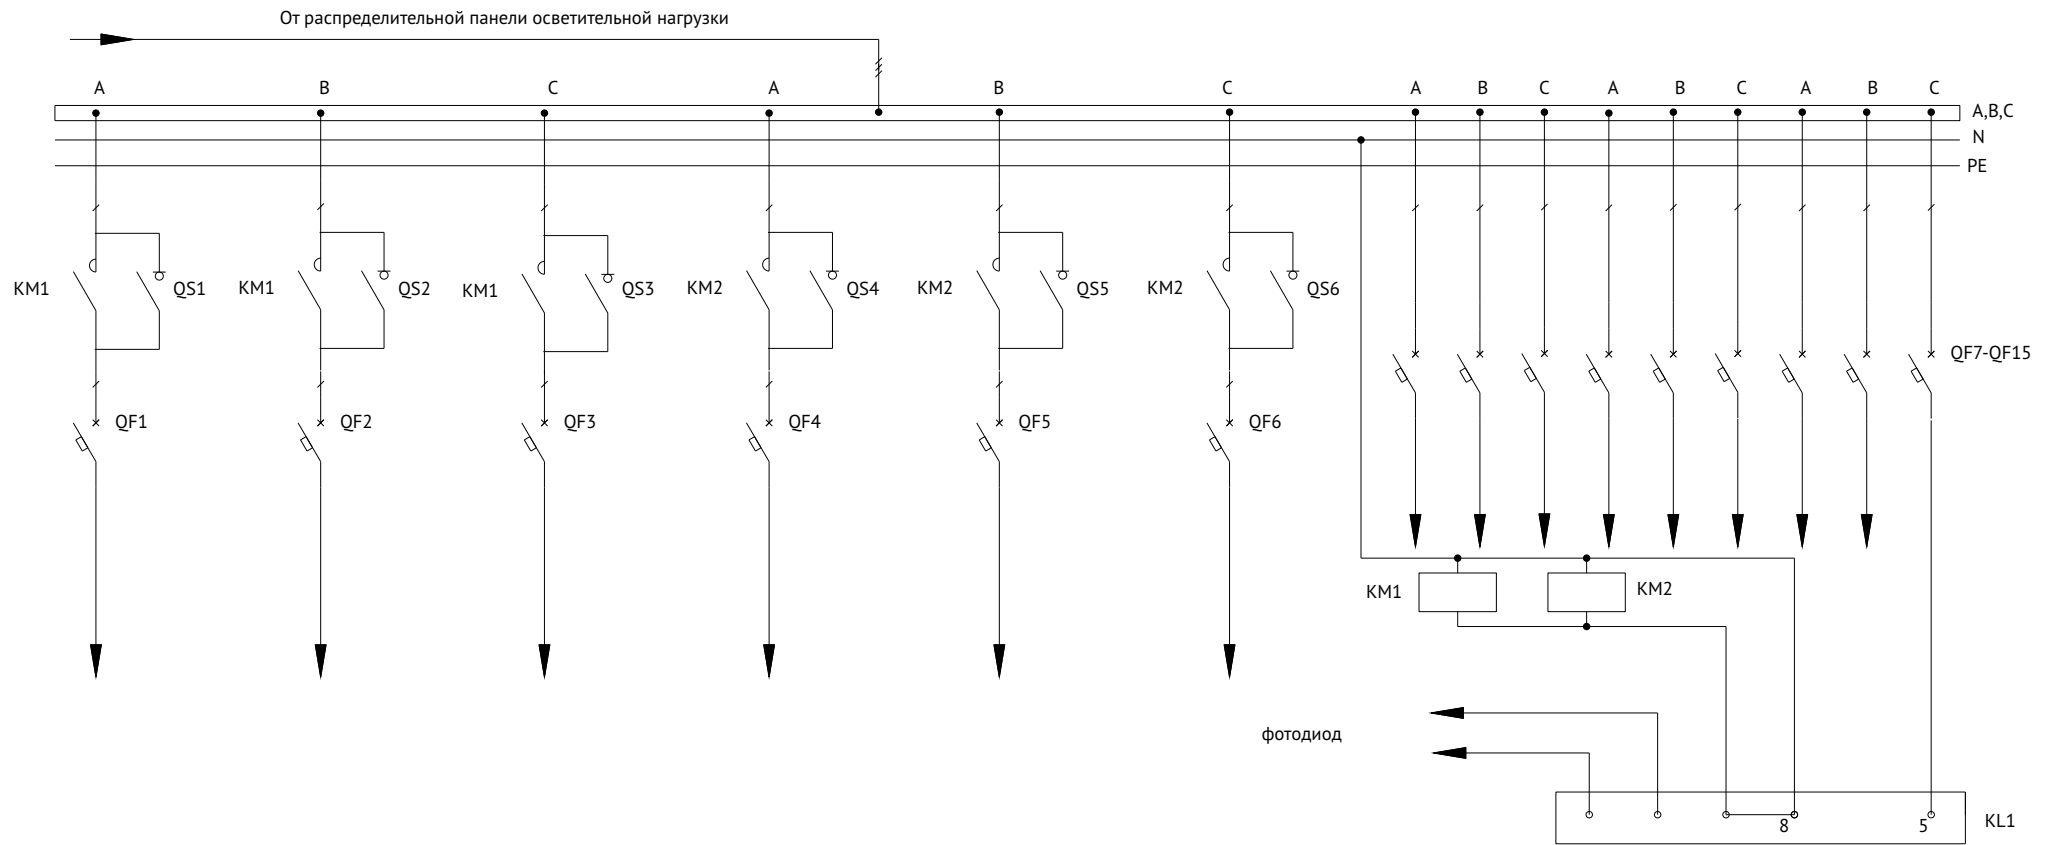 От распределительной панели осветительной нагрузки
A B C A B C A B C A B C A B C
A,B,C
N
PE
KM1 QS1 KM1 QS2 KM1 QS3 KM2 QS4 KM2 QS5 KM2 QS6
QF7-QF15
QF1 QF2 QF3 QF4 QF5 QF6
KM1 KM2
фотодиод
8 5 KL1